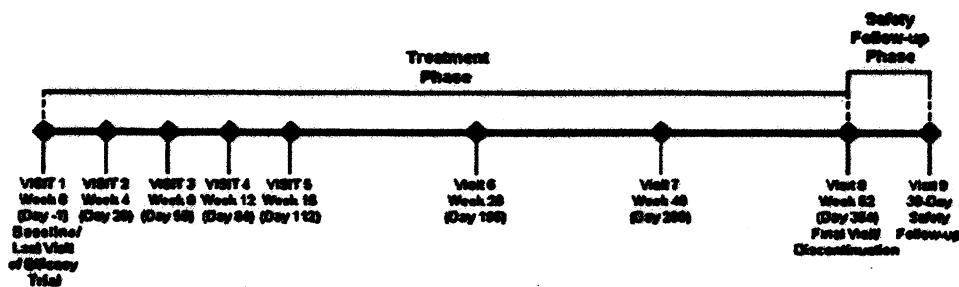 Safety
Follow-up
Phase
Treatment
Phase
VISIT 1
Week 0
(Day -1)
Baseline/
Last Visit
of Efficacy
Trial
VISIT 2
Week 4
(Day 28)
VISIT 3
Week 8
(Day 56)
VISIT 4
Week 12
(Day 84)
VISIT 5
Week 16
(Day 112)
Visit 6
Week 28
(Day 196)
Visit 7
Week 40
(Day 280)
Visit 8
Week 52
(Day 364)
Final Visit/
Discontinuation
Visit 9
30-Day
Safety
Follow-up